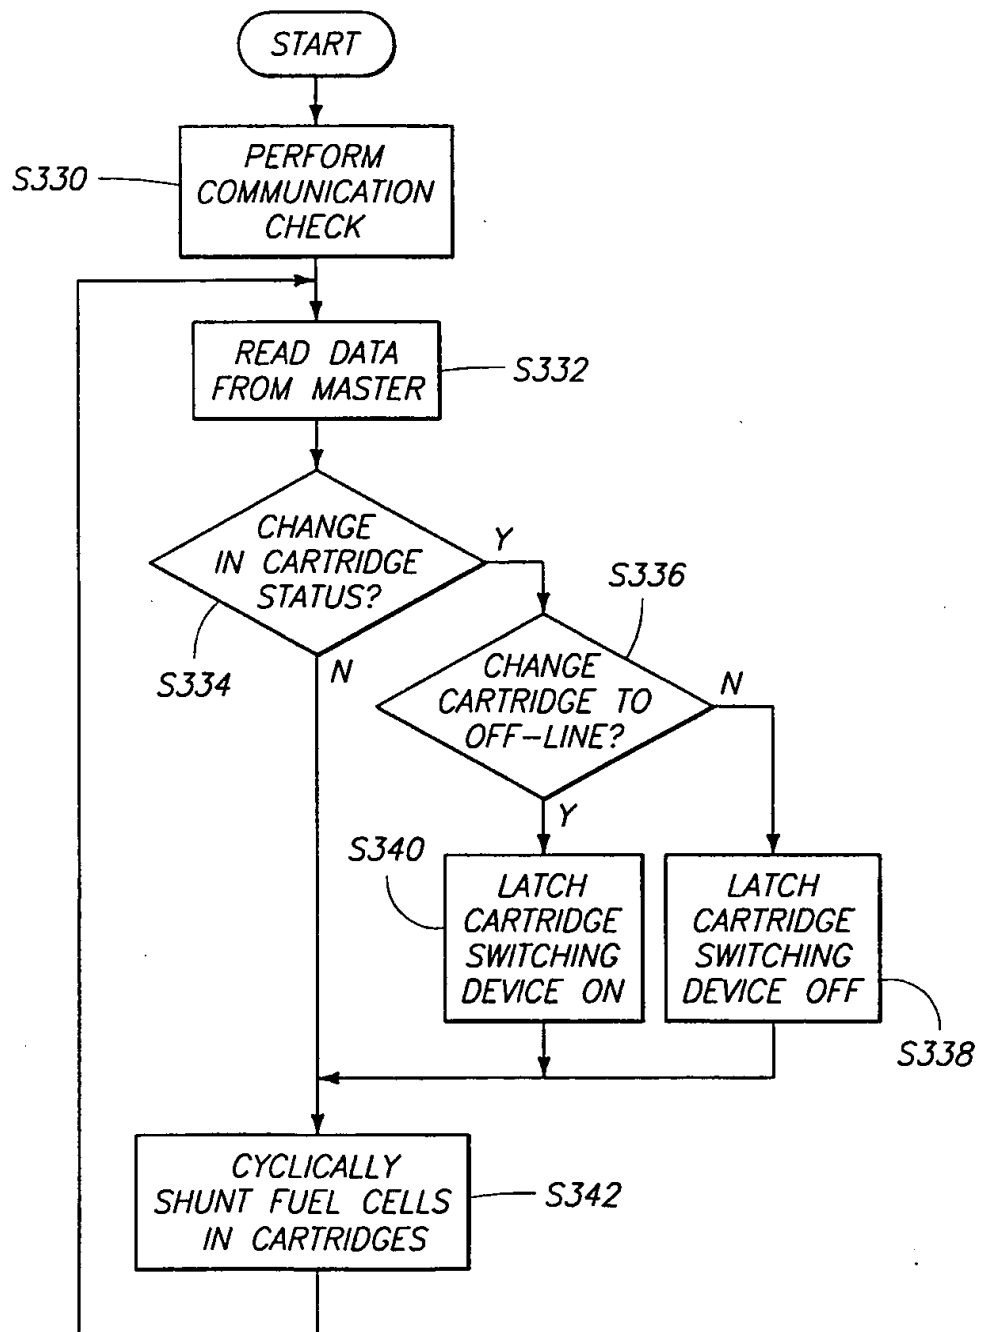 START
PERFORM
COMMUNICATION
CHECK
S330
READ DATA
FROM MASTER
S332
CHANGE
IN CARTRIDGE
STATUS?
Y
S334
N
S336
CHANGE
CARTRIDGE TO
OFF-LINE?
N
Y
S340
LATCH
CARTRIDGE
SWITCHING
DEVICE ON
LATCH
CARTRIDGE
SWITCHING
DEVICE OFF
S338
CYCLICALLY
SHUNT FUEL CELLS
IN CARTRIDGES
S342